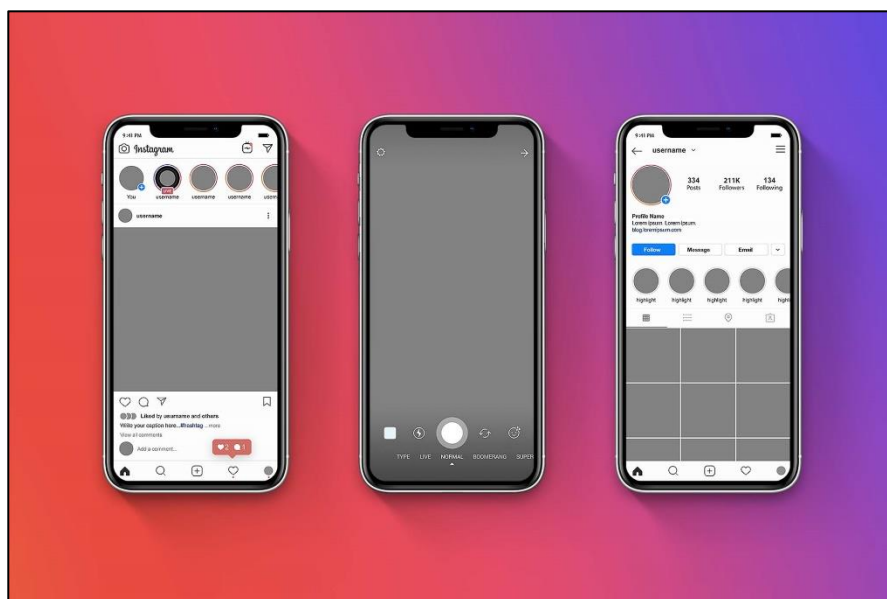 9:41 PM
Instagram
You
LIVE
username username username username
username
Liked by username and others
Write your caption here...#hashtag ... more
View all comments
Add a comment...
2 1
TYPE LIVE NORMAL BOOMERANG SUPER
9:41 PM
username
334 211K 134
Posts Followers Following
Profile Name
Lorem ipsum Lorem ipsum
blog.loremipsum.com
Follow Message Email
highlight highlight highlight highlight highli